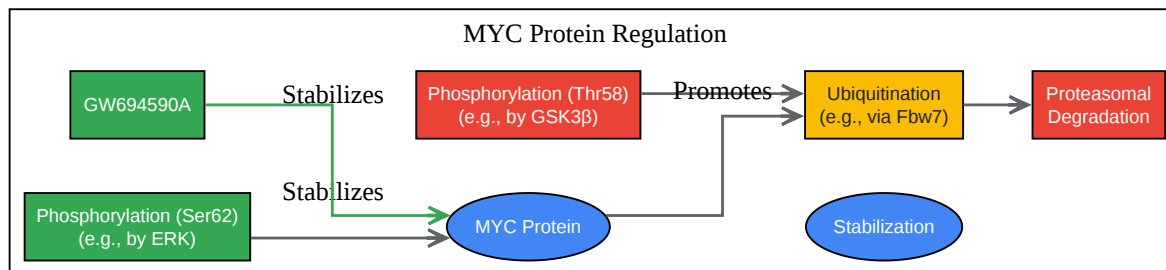 MYC Protein Regulation
GW694590A
Stabilizes
Phosphorylation (Thr58)
(e.g., by GSK3β)
Promotes
Ubiquitination
(e.g., via Fbw7)
Proteasomal
Degradation
Phosphorylation (Ser62)
(e.g., by ERK)
Stabilizes
MYC Protein
Stabilization